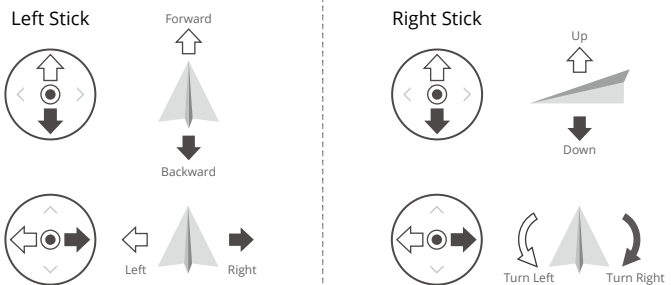 Left Stick
Forward
Backward
Left
Right
Right Stick
Up
Down
Turn Left
Turn Right